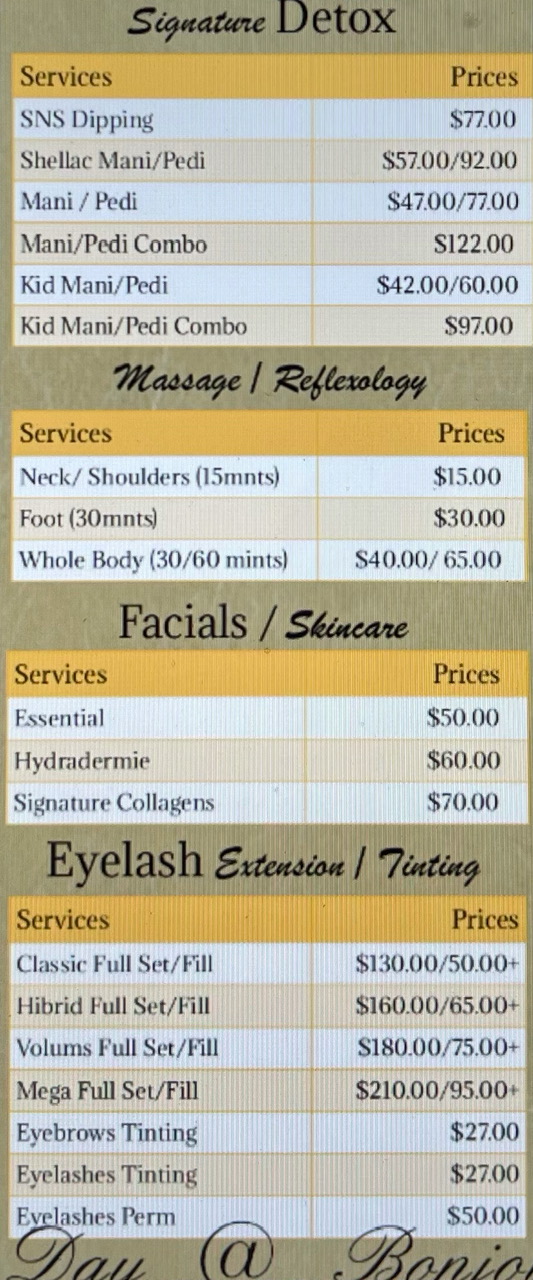 Signature Detox
Services Prices
SNS Dipping $77.00
Shellac Mani/Pedi $57.00/92.00
Mani / Pedi $47.00/77.00
Mani/Pedi Combo $122.00
Kid Mani/Pedi $42.00/60.00
Kid Mani/Pedi Combo $97.00
Massage / Reflexology
Services Prices
Neck/ Shoulders (15mnts) $15.00
Foot (30mnts) $30.00
Whole Body (30/60 mints) $40.00/ 65.00
Facials / Skincare
Services Prices
Essential $50.00
Hydradermie $60.00
Signature Collagens $70.00
Eyelash Extension / Tinting
Services Prices
Classic Full Set/Fill $130.00/50.00+
Hibrid Full Set/Fill $160.00/65.00+
Volums Full Set/Fill $180.00/75.00+
Mega Full Set/Fill $210.00/95.00+
Eyebrows Tinting $27.00
Eyelashes Tinting $27.00
Eyelashes Perm $50.00
Day @